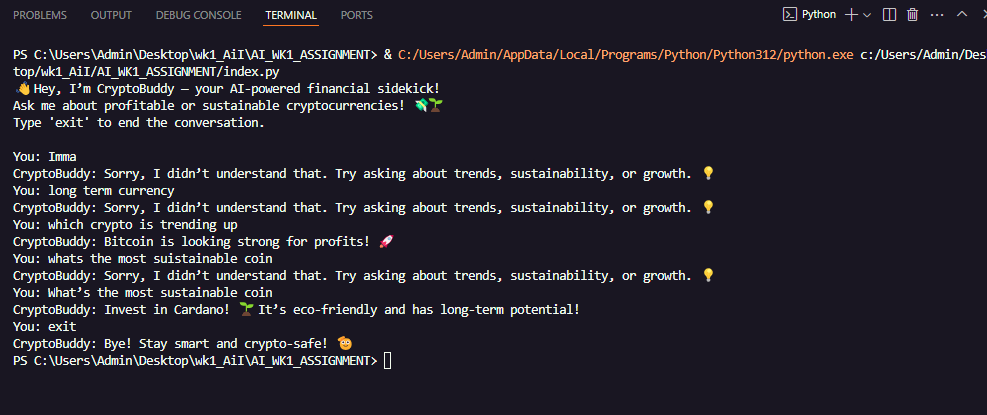 PROBLEMS OUTPUT DEBUG CONSOLE TERMINAL PORTS Python
PS C:\Users\Admin\Desktop\wk1_AiI\AI_WK1_ASSIGNMENT> & C:/Users/Admin/AppData/Local/Programs/Python/Python312/python.exe c:/Users/Admin/Des
top/wk1_AiI/AI_WK1_ASSIGNMENT/index.py
👋Hey, I’m CryptoBuddy – your AI-powered financial sidekick!
Ask me about profitable or sustainable cryptocurrencies! 💸🌱
Type 'exit' to end the conversation.
You: Imma
CryptoBuddy: Sorry, I didn’t understand that. Try asking about trends, sustainability, or growth. 💡
You: long term currency
CryptoBuddy: Sorry, I didn’t understand that. Try asking about trends, sustainability, or growth. 💡
You: which crypto is trending up
CryptoBuddy: Bitcoin is looking strong for profits! 🚀
You: whats the most suistainable coin
CryptoBuddy: Sorry, I didn’t understand that. Try asking about trends, sustainability, or growth. 💡
You: What’s the most sustainable coin
CryptoBuddy: Invest in Cardano! 🌱 It’s eco-friendly and has long-term potential!
You: exit
CryptoBuddy: Bye! Stay smart and crypto-safe!
PS C:\Users\Admin\Desktop\wk1_AiI\AI_WK1_ASSIGNMENT>